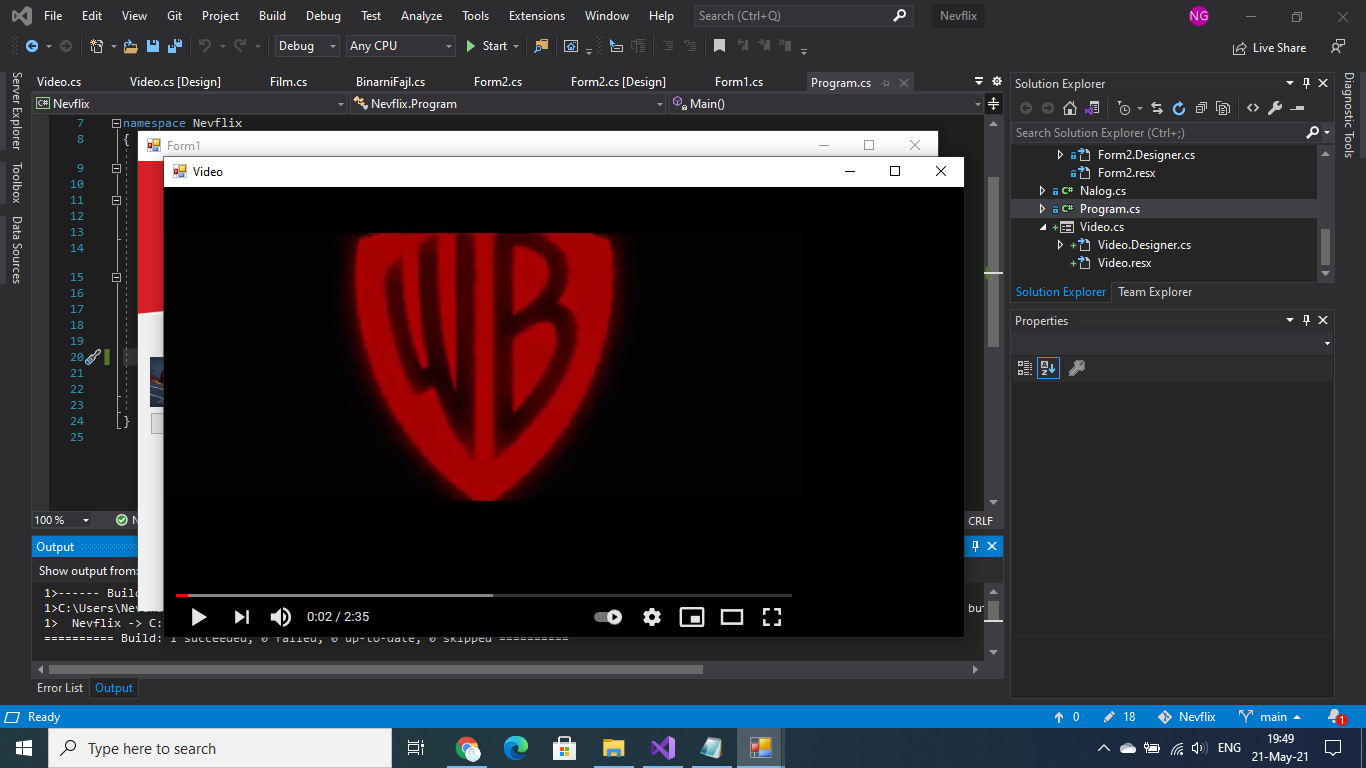 File Edit View Git Project Build Debug Test Analyze Tools Extensions Window Help Search (Ctrl+Q) Nevflix NG
Debug Any CPU Start Live Share
Video.cs Video.cs [Design] Film.cs BinarniFajl.cs Form2.cs Form2.cs [Design] Form1.cs Program.cs
Nevflix Nevflix.Program Main()
Server Explorer
Toolbox
Data Sources
7 namespace Nevflix
8 {
9
10
11
12
13
14
15
16
17
18
19
20
21
22
23
24 }
25
Form1
Video
WB
0:02 / 2:35
100 %
CRLF
Output
Show output from:
1>------ Buil
1>C:\Users\Nev
1> Nevflix -> C:
========== Build: 1 succeeded, 0 failed, 0 up-to-date, 0 skipped ==========
Error List Output
Solution Explorer
Search Solution Explorer (Ctrl+;)
Form2.Designer.cs
Form2.resx
C# Nalog.cs
C# Program.cs
Video.cs
Video.Designer.cs
Video.resx
Solution Explorer Team Explorer
Properties
Diagnostic Tools
Ready 0 18 Nevflix main 1
Type here to search
ENG 19:49
21-May-21